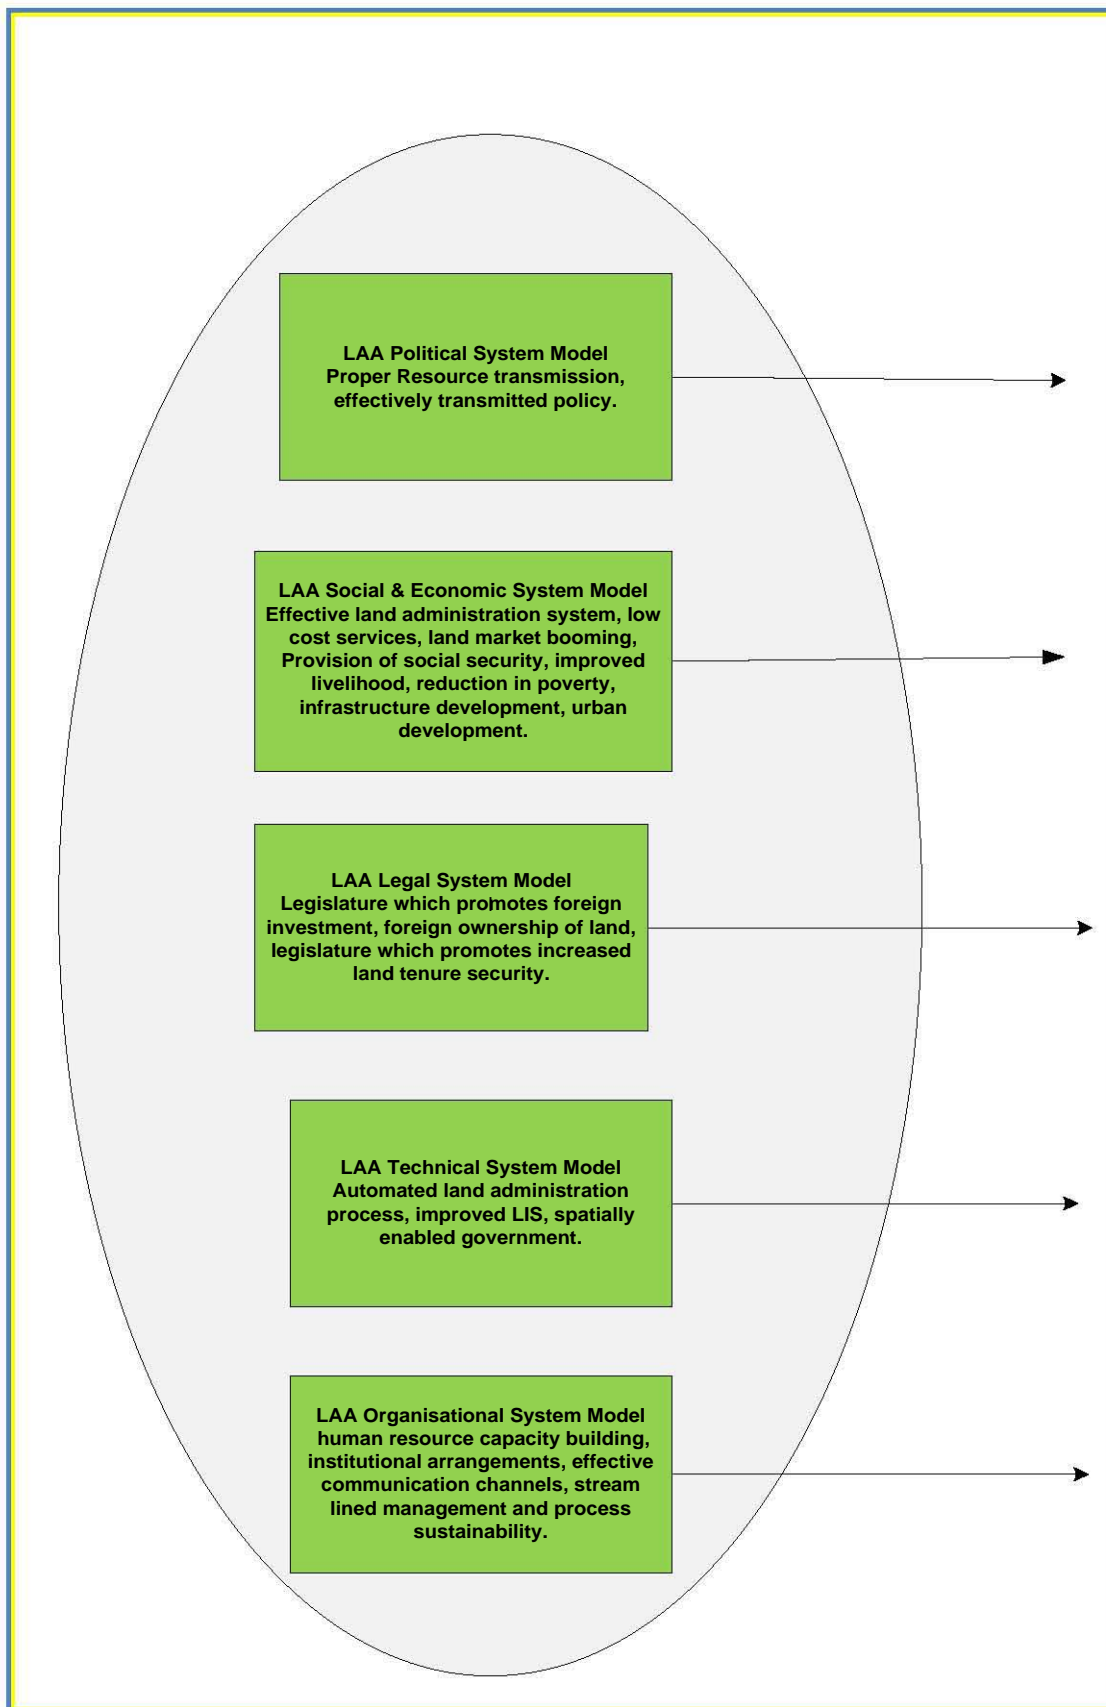 LAA Political System Model
Proper Resource transmission,
effectively transmitted policy.
LAA Social & Economic System Model
Effective land administration system, low
cost services, land market booming,
Provision of social security, improved
livelihood, reduction in poverty,
infrastructure development, urban
development.
LAA Legal System Model
Legislature which promotes foreign
investment, foreign ownership of land,
legislature which promotes increased
land tenure security.
LAA Technical System Model
Automated land administration
process, improved LIS, spatially
enabled government.
LAA Organisational System Model
human resource capacity building,
institutional arrangements, effective
communication channels, stream
lined management and process
sustainability.